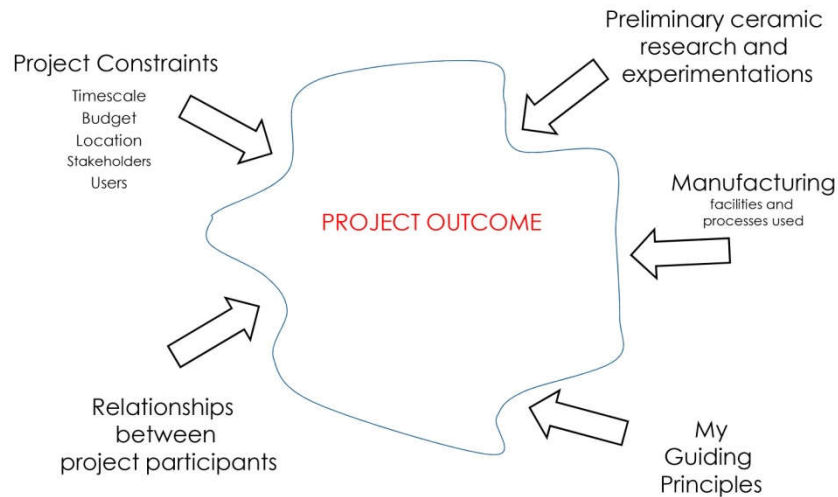 Project Constraints
Timescale
Budget
Location
Stakeholders
Users
Preliminary ceramic
research and
experimentations
PROJECT OUTCOME
Manufacturing
facilities and
processes used
Relationships
between
project participants
My
Guiding
Principles